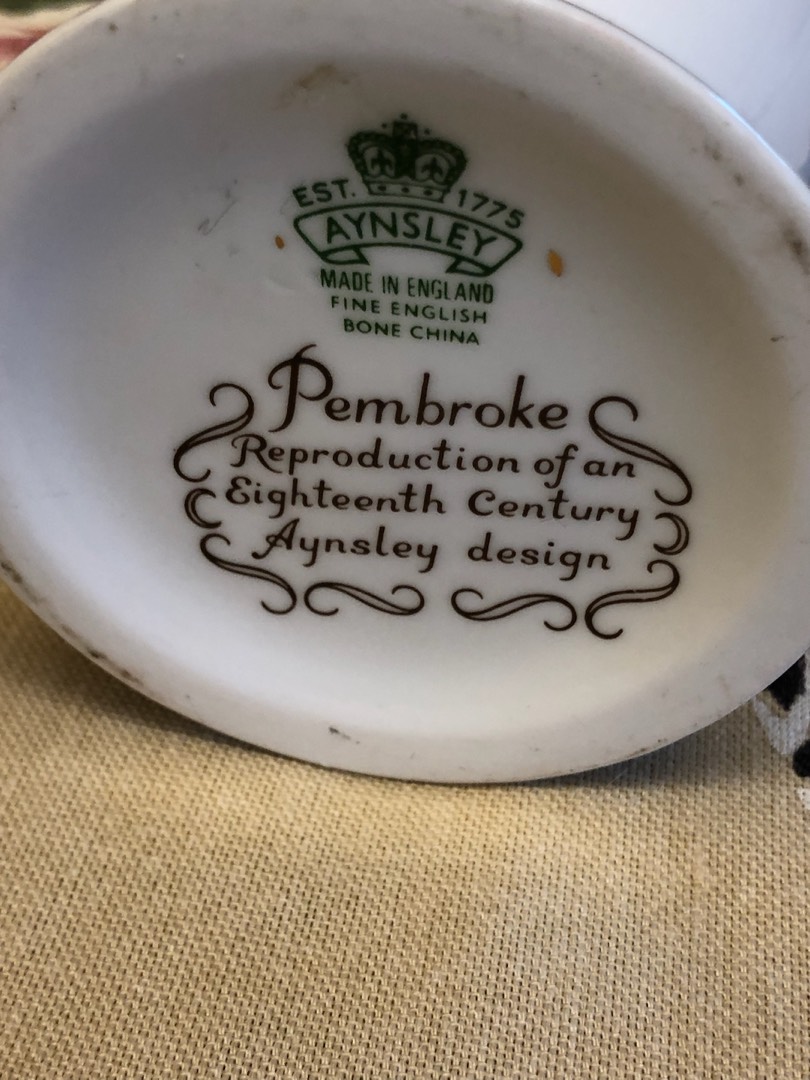 EST. 1775
AYNSLEY
MADE IN ENGLAND
FINE ENGLISH
BONE CHINA
Pembroke
Reproduction of an
Eighteenth Century
Aynsley design